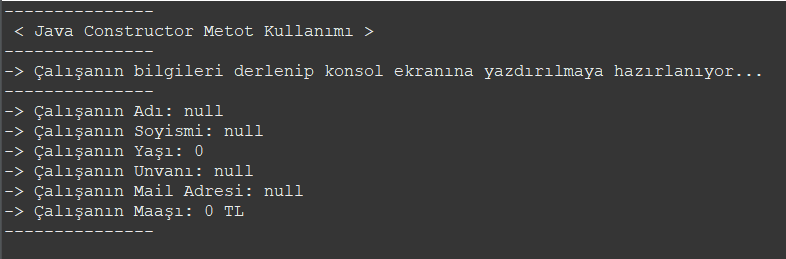 ---------------
< Java Constructor Metot Kullanımı >
---------------
-> Çalışanın bilgileri derlenip konsol ekranına yazdırılmaya hazırlanıyor...
---------------
-> Çalışanın Adı: null
-> Çalışanın Soyismi: null
-> Çalışanın Yaşı: 0
-> Çalışanın Unvanı: null
-> Çalışanın Mail Adresi: null
-> Çalışanın Maaşı: 0 TL
---------------